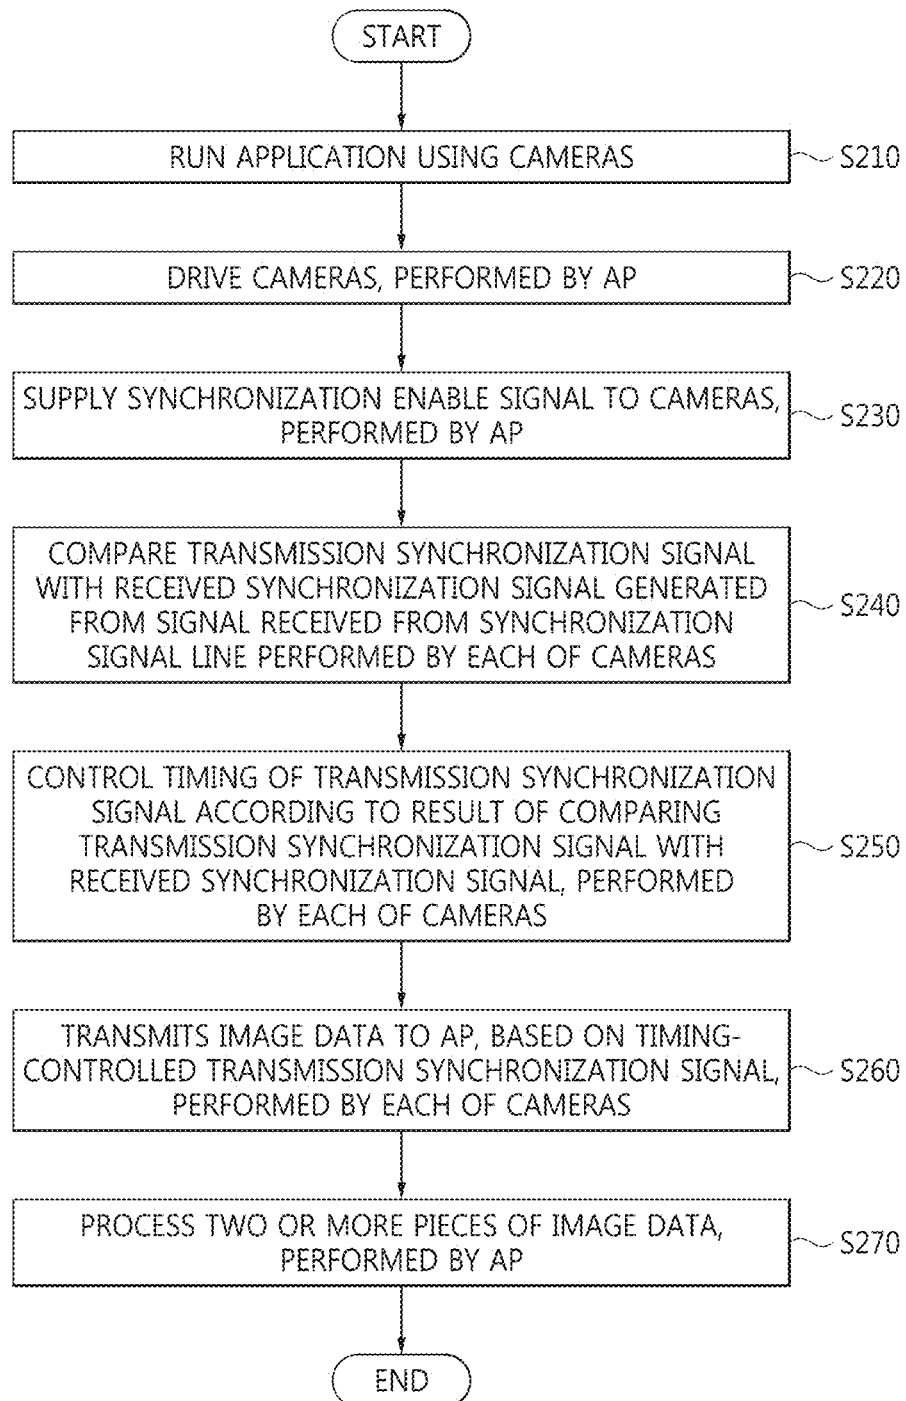 START
RUN APPLICATION USING CAMERAS
S210
DRIVE CAMERAS, PERFORMED BY AP
S220
SUPPLY SYNCHRONIZATION ENABLE SIGNAL TO CAMERAS,
PERFORMED BY AP
S230
COMPARE TRANSMISSION SYNCHRONIZATION SIGNAL
WITH RECEIVED SYNCHRONIZATION SIGNAL GENERATED
FROM SIGNAL RECEIVED FROM SYNCHRONIZATION
SIGNAL LINE PERFORMED BY EACH OF CAMERAS
S240
CONTROL TIMING OF TRANSMISSION SYNCHRONIZATION
SIGNAL ACCORDING TO RESULT OF COMPARING
TRANSMISSION SYNCHRONIZATION SIGNAL WITH
RECEIVED SYNCHRONIZATION SIGNAL, PERFORMED
BY EACH OF CAMERAS
S250
TRANSMITS IMAGE DATA TO AP, BASED ON TIMING-
CONTROLLED TRANSMISSION SYNCHRONIZATION SIGNAL,
PERFORMED BY EACH OF CAMERAS
S260
PROCESS TWO OR MORE PIECES OF IMAGE DATA,
PERFORMED BY AP
S270
END